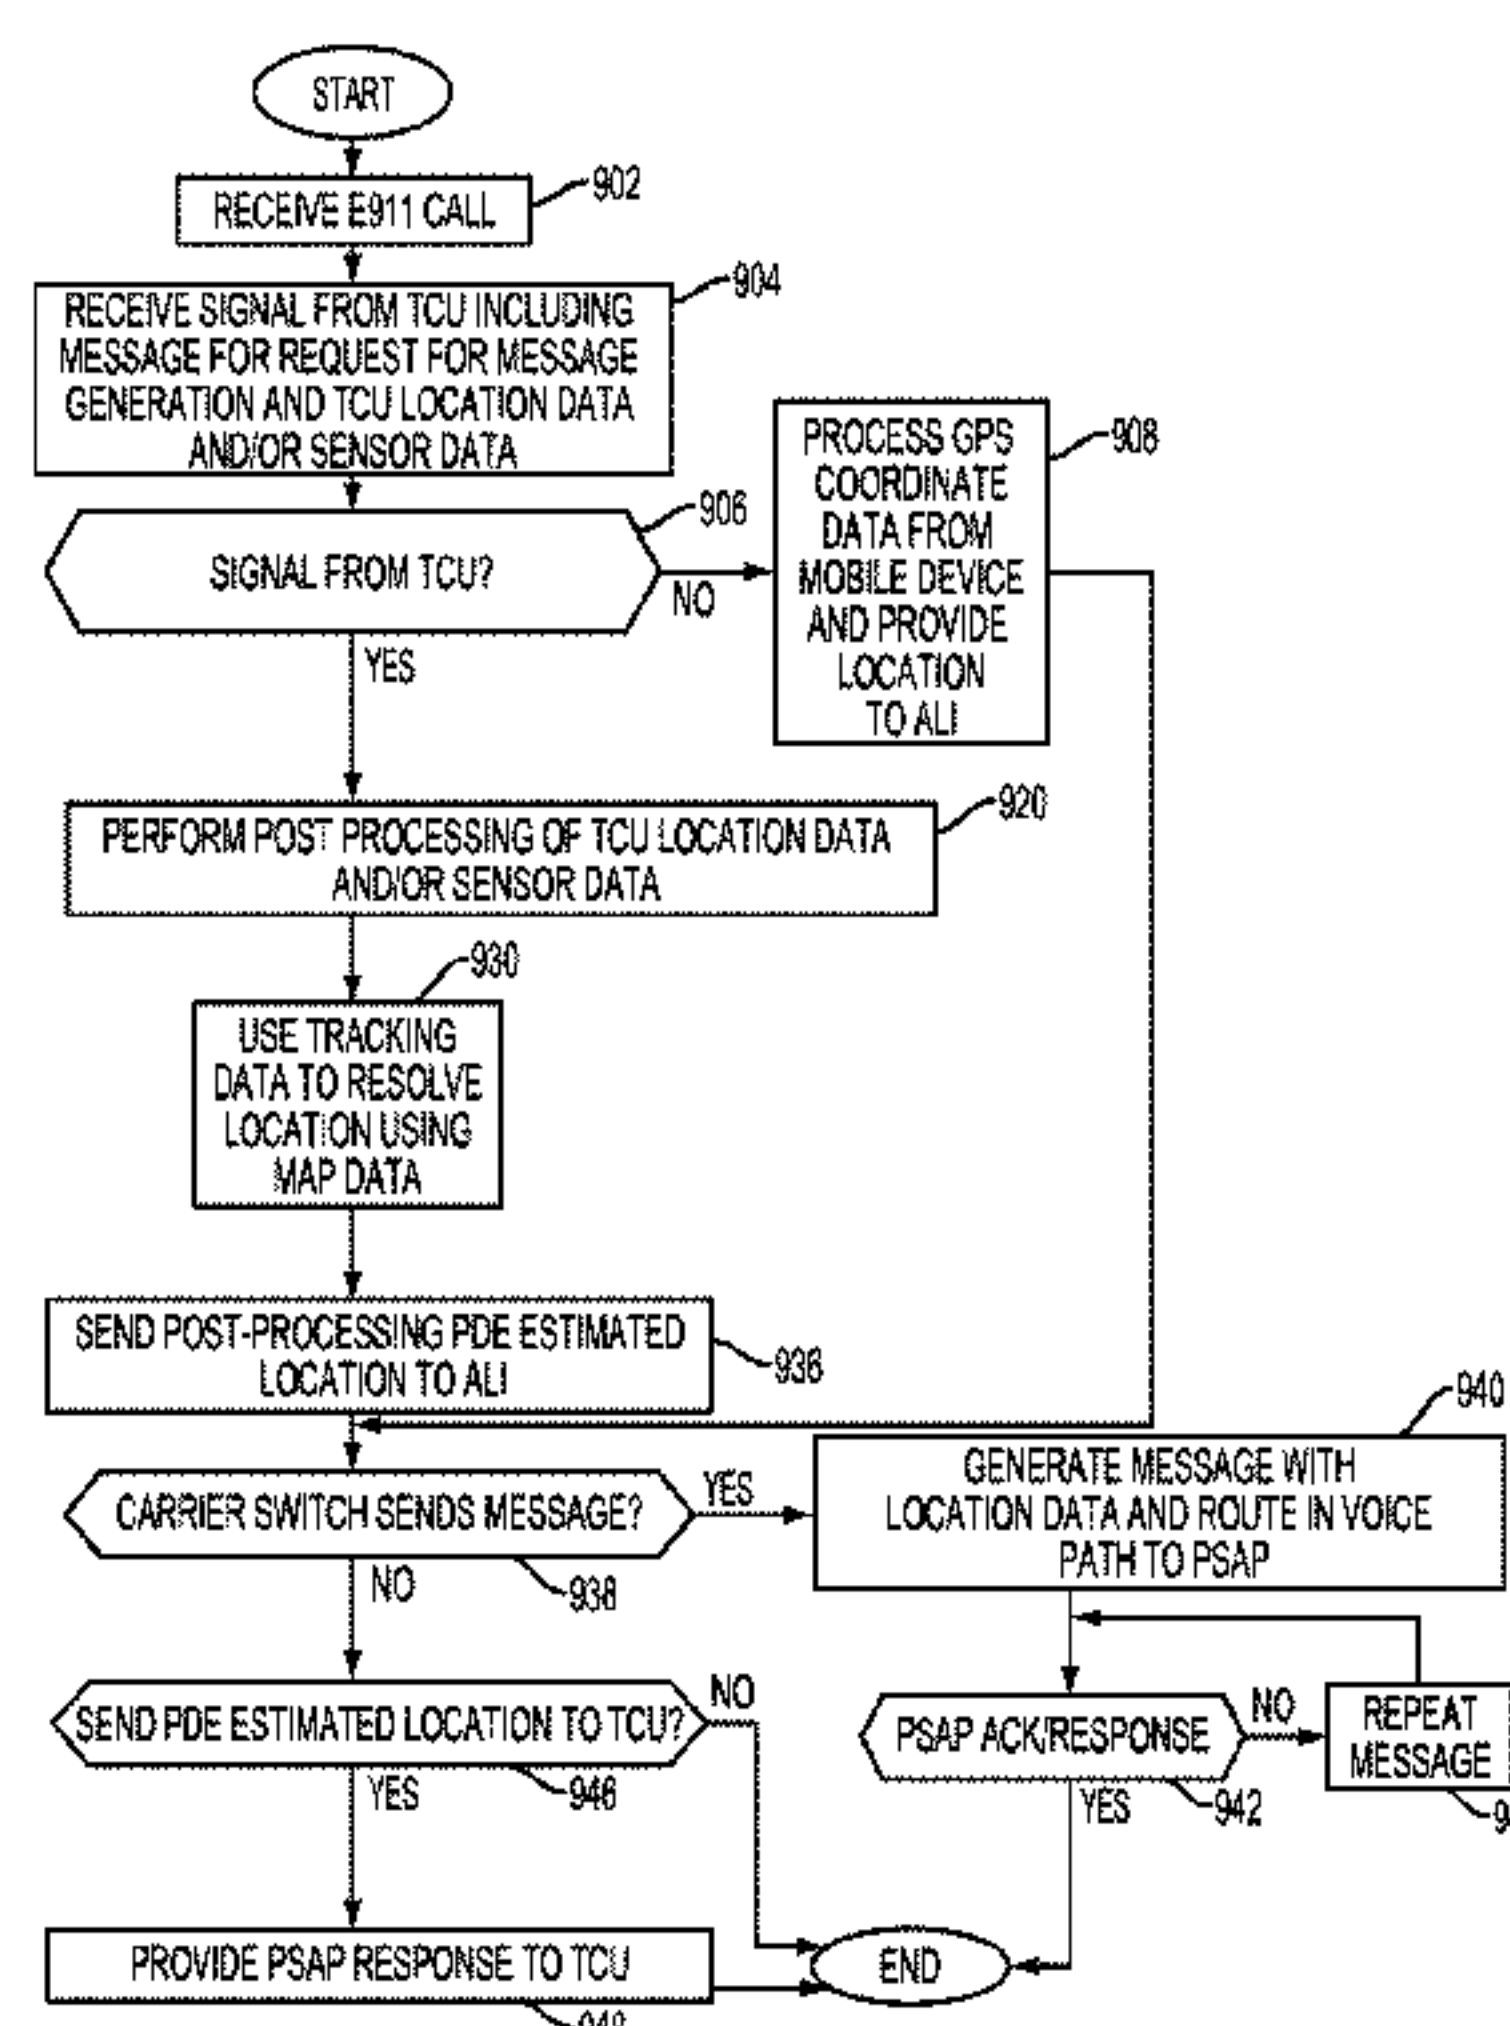 START
RECEIVE E911 CALL
902
RECEIVE SIGNAL FROM TCU INCLUDING
MESSAGE FOR REQUEST FOR MESSAGE
GENERATION AND TCU LOCATION DATA
AND/OR SENSOR DATA
904
SIGNAL FROM TCU?
906
NO
YES
PROCESS GPS
COORDINATE
DATA FROM
MOBILE DEVICE
AND PROVIDE
LOCATION
TO ALI
908
PERFORM POST PROCESSING OF TCU LOCATION DATA
AND/OR SENSOR DATA
920
930
USE TRACKING
DATA TO RESOLVE
LOCATION USING
MAP DATA
SEND POST-PROCESSING PDE ESTIMATED
LOCATION TO ALI
936
CARRIER SWITCH SENDS MESSAGE?
YES
NO
938
940
GENERATE MESSAGE WITH
LOCATION DATA AND ROUTE IN VOICE
PATH TO PSAP
SEND PDE ESTIMATED LOCATION TO TCU?
NO
YES
946
PSAP ACK/RESPONSE
NO
YES
942
REPEAT
MESSAGE
PROVIDE PSAP RESPONSE TO TCU
END